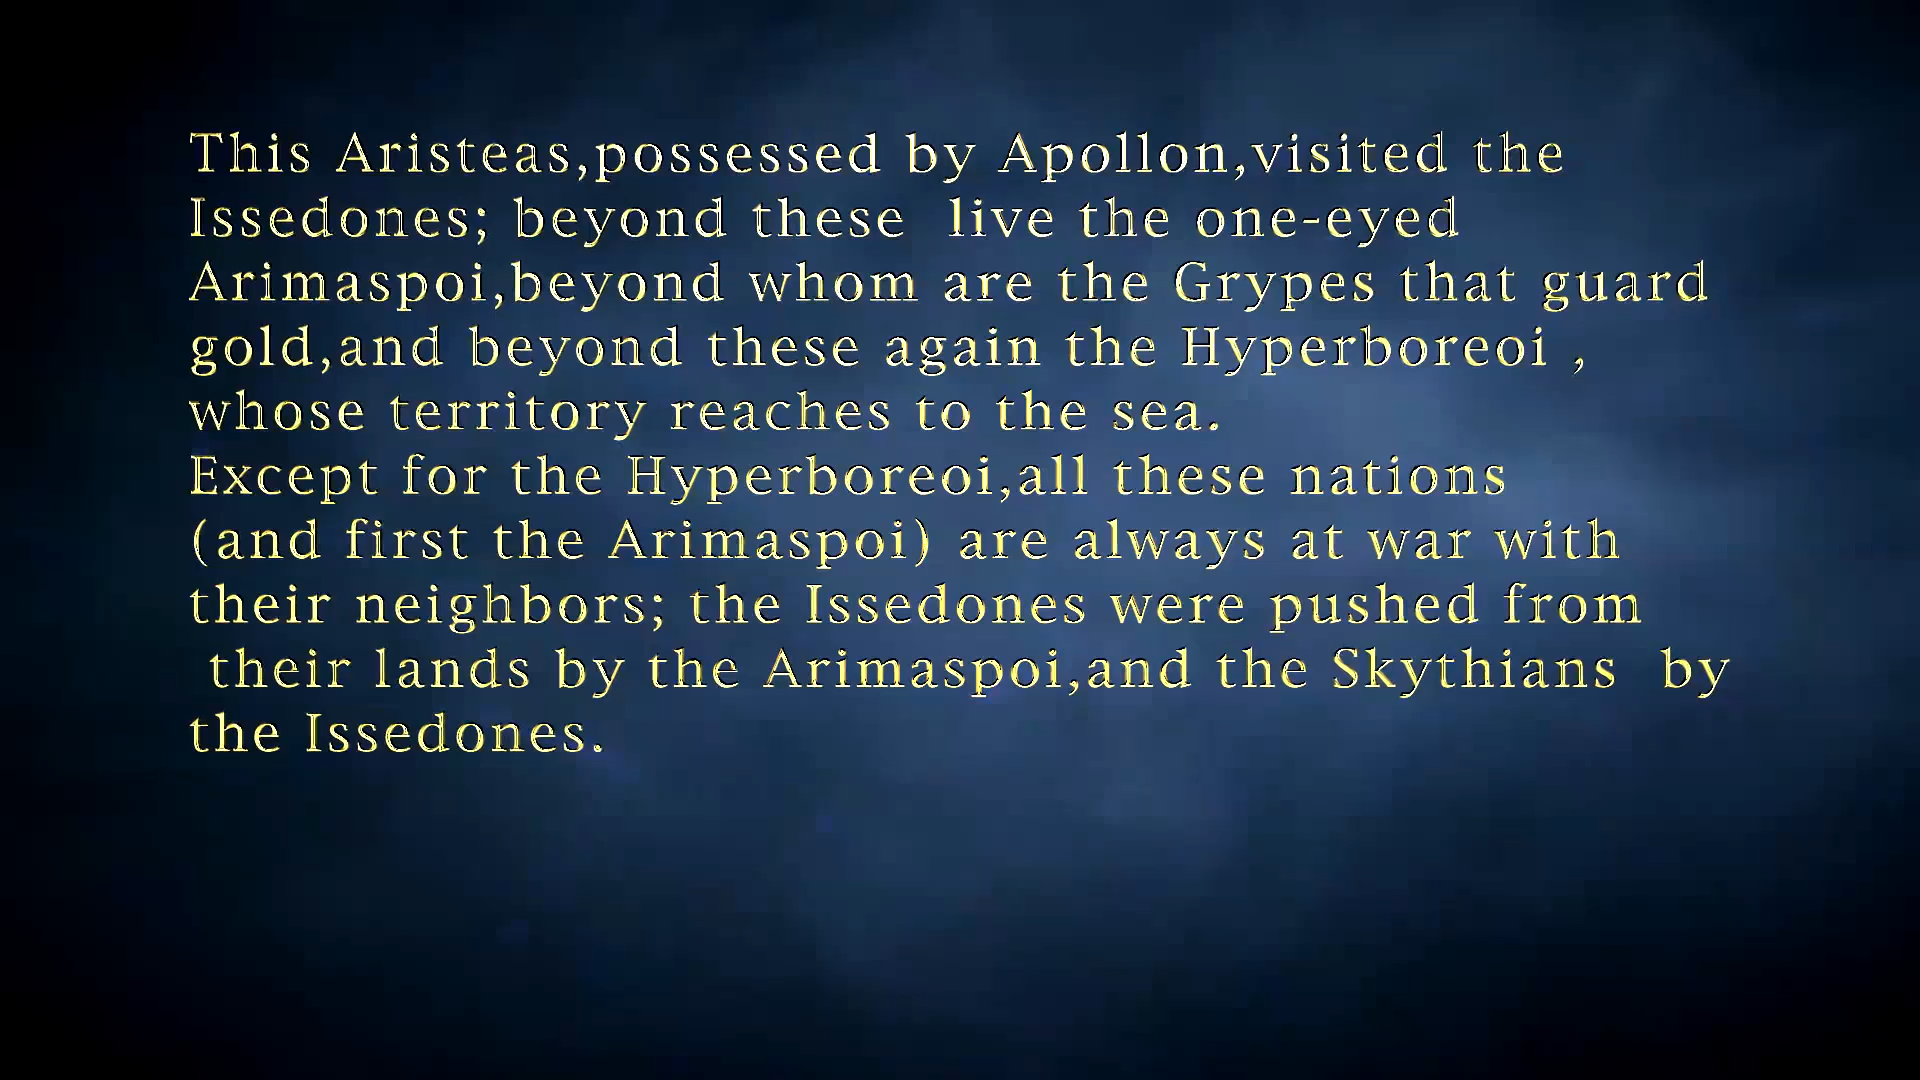 This Aristeas,possessed by Apollon,visited the
Issedones; beyond these  live the one-eyed
Arimaspoi,beyond whom are the Grypes that guard
gold,and beyond these again the Hyperboreoi ,
whose territory reaches to the sea.
Except for the Hyperboreoi,all these nations
(and first the Arimaspoi) are always at war with
their neighbors; the Issedones were pushed from
 their lands by the Arimaspoi,and the Skythians  by
the Issedones.